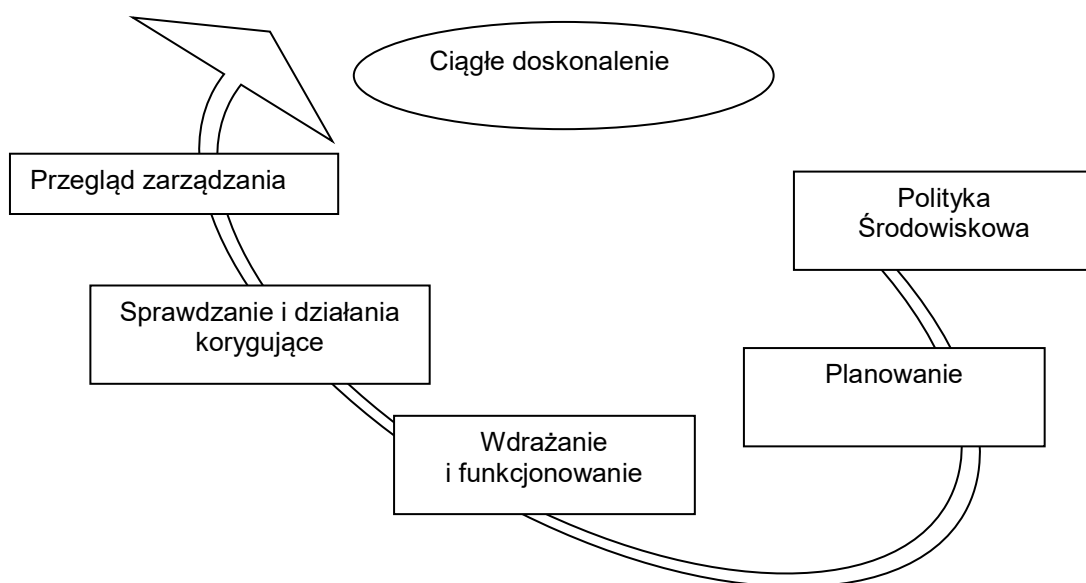 Ciągłe doskonalenie
Przegląd zarządzania
Polityka
Środowiskowa
Sprawdzanie i działania
korygujące
Planowanie
Wdrażanie
i funkcjonowanie